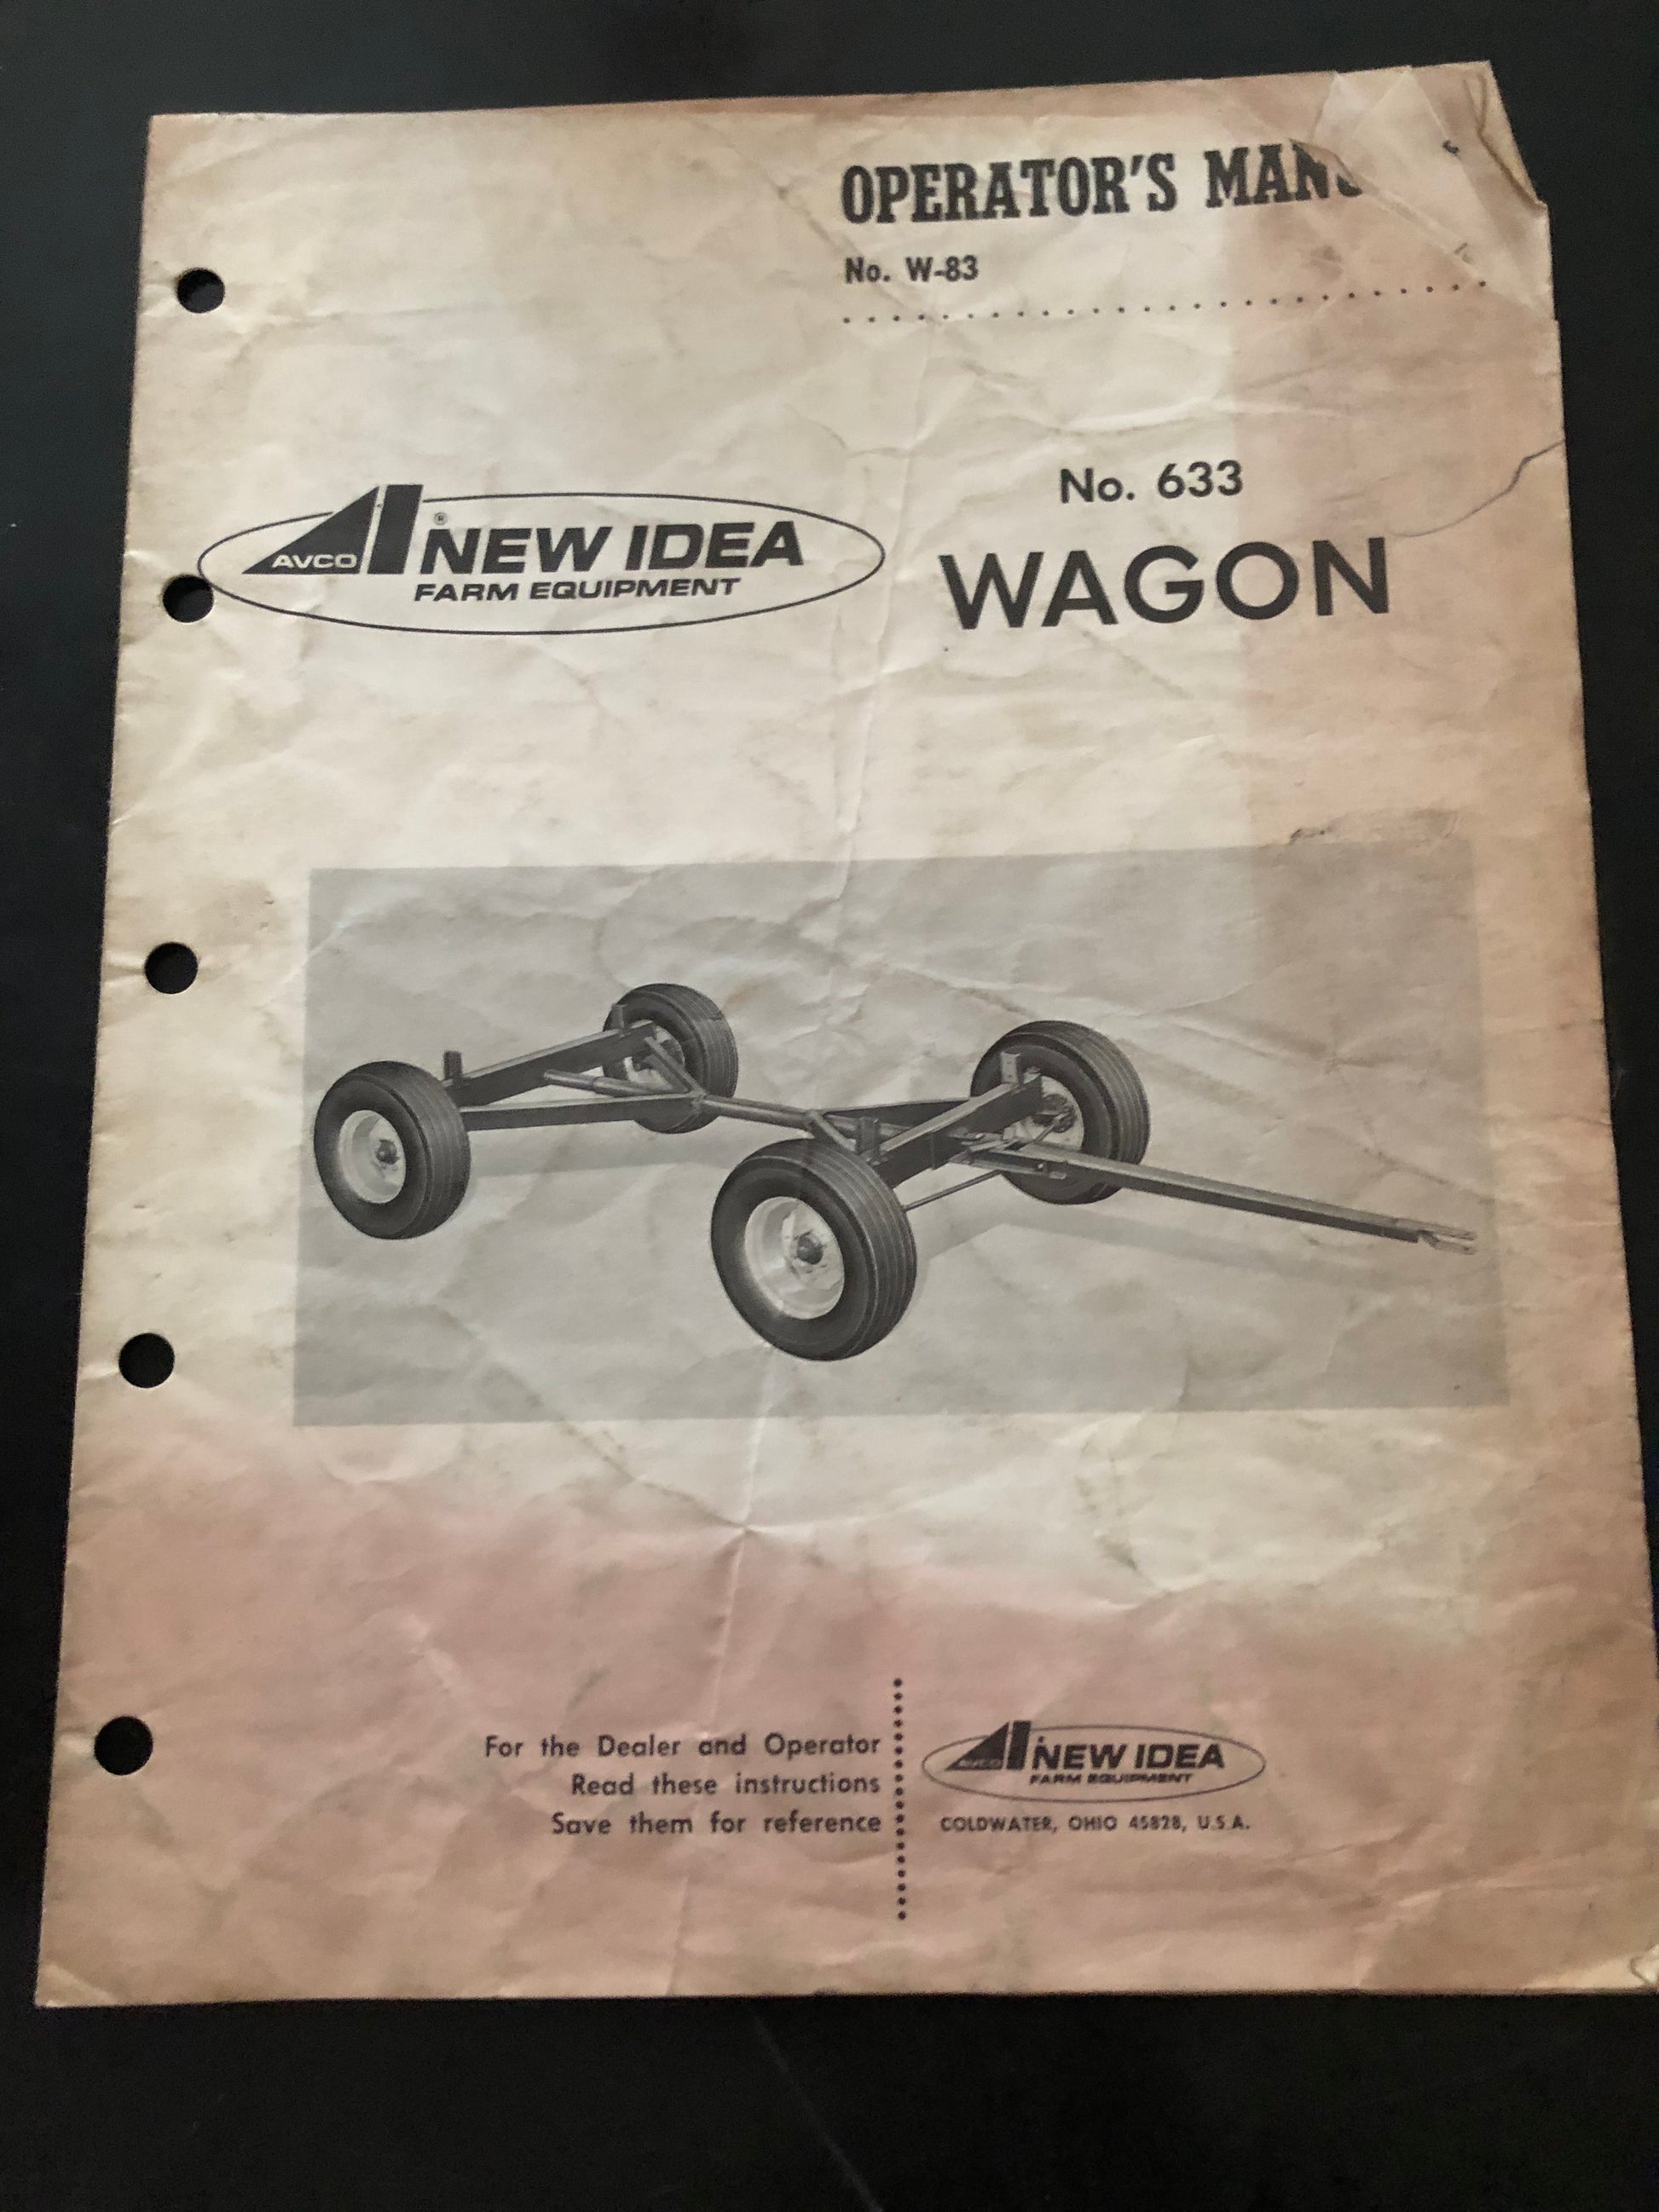 OPERATOR'S
No. W-83
No. 633
WAGON
AVCO NEW IDEA ®
FARM EQUIPMENT
For the Dealer and Operator
Read these instructions
Save them for reference
AVCO NEW IDEA
FARM EQUIPMENT
COLDWATER, OHIO 45828, U.S.A.